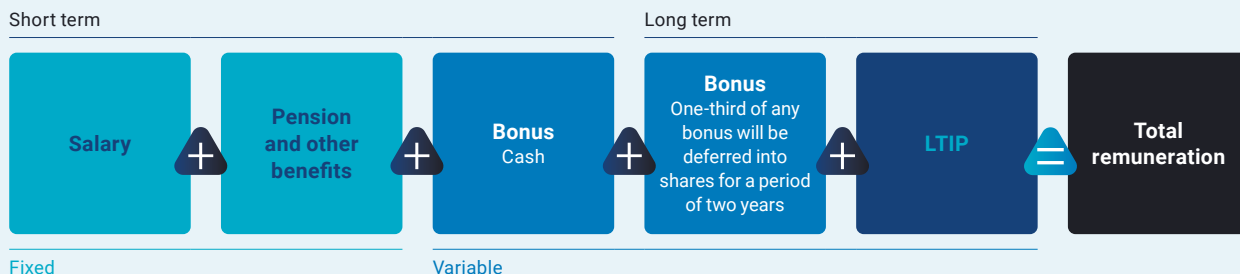 Short term
Long term
Salary
+
Pension
and other
benefits
+
Bonus
Cash
+
Bonus
One-third of any
bonus will be
deferred into
shares for a period
of two years
+
LTIP
=
Total
remuneration
Fixed
Variable